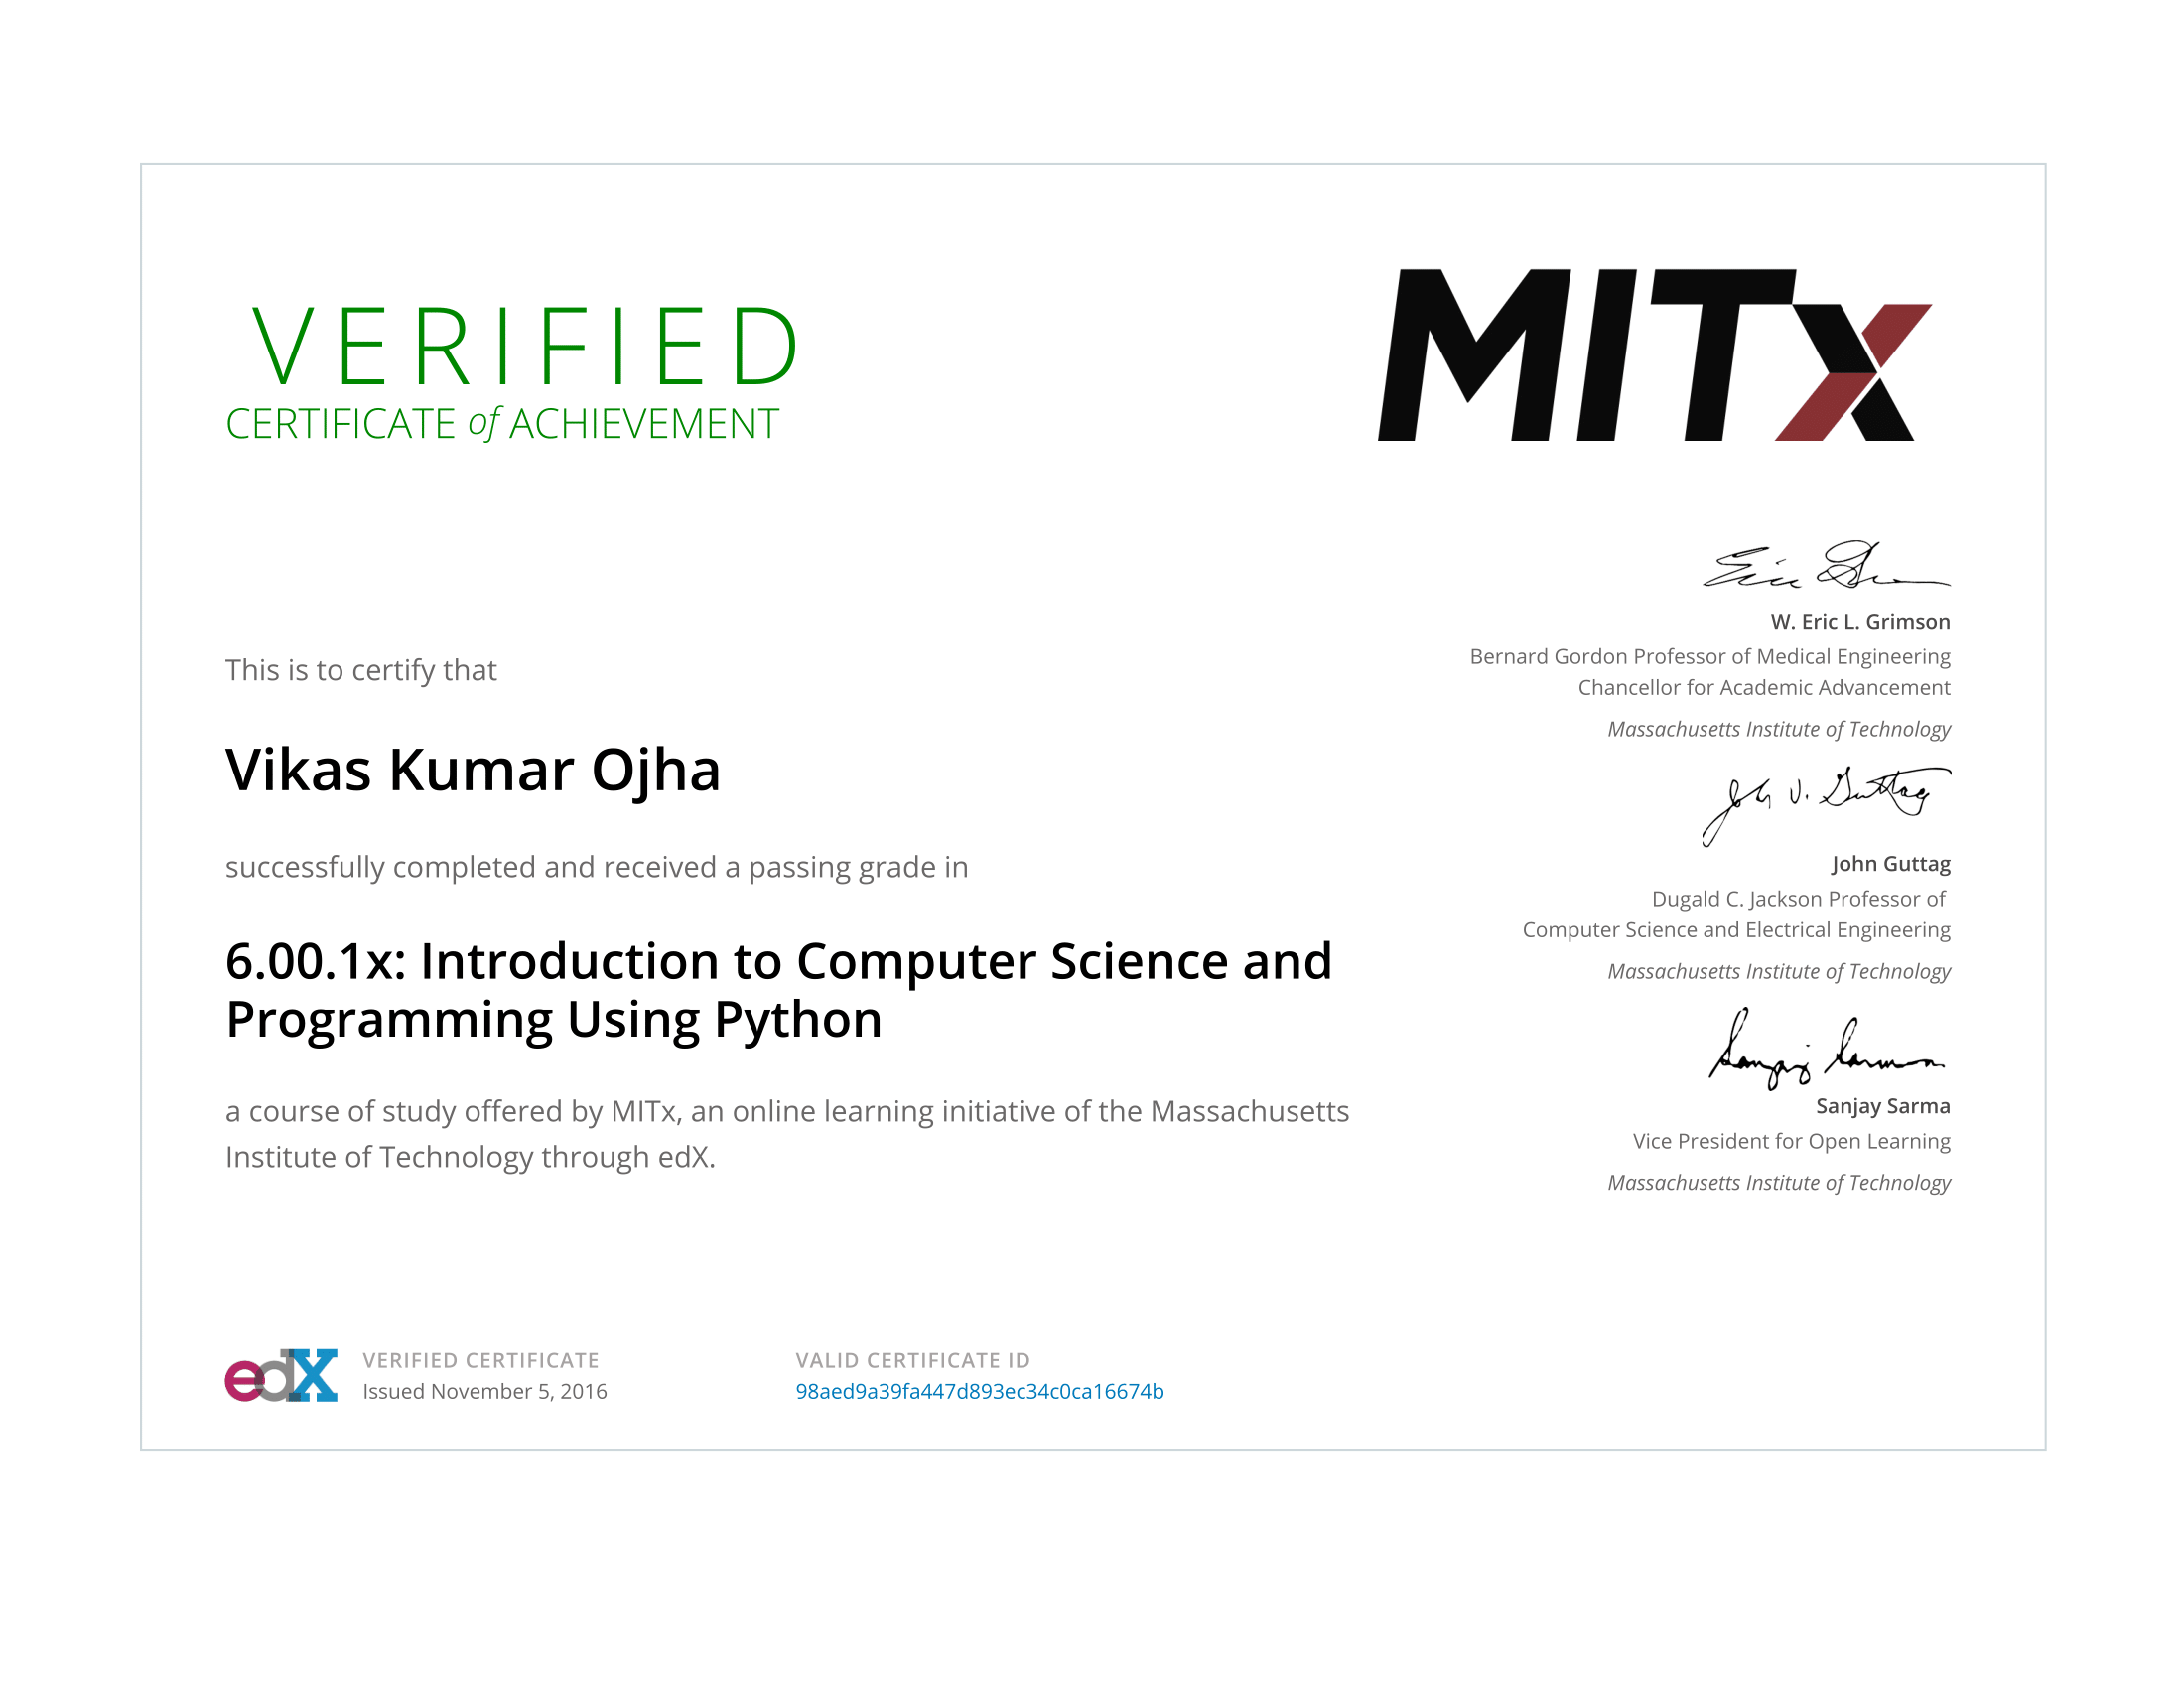 VERIFIED
CERTIFICATE of ACHIEVEMENT
MITx
This is to certify that
Vikas Kumar Ojha
successfully completed and received a passing grade in
6.00.1x: Introduction to Computer Science and
Programming Using Python
a course of study offered by MITx, an online learning initiative of the Massachusetts
Institute of Technology through edX.
W. Eric L. Grimson
Bernard Gordon Professor of Medical Engineering
Chancellor for Academic Advancement
Massachusetts Institute of Technology
John V. Guttag
John Guttag
Dugald C. Jackson Professor of
Computer Science and Electrical Engineering
Massachusetts Institute of Technology
Sanjay Sarma
Vice President for Open Learning
Massachusetts Institute of Technology
edX
VERIFIED CERTIFICATE
Issued November 5, 2016
VALID CERTIFICATE ID
98aed9a39fa447d893ec34c0ca16674b